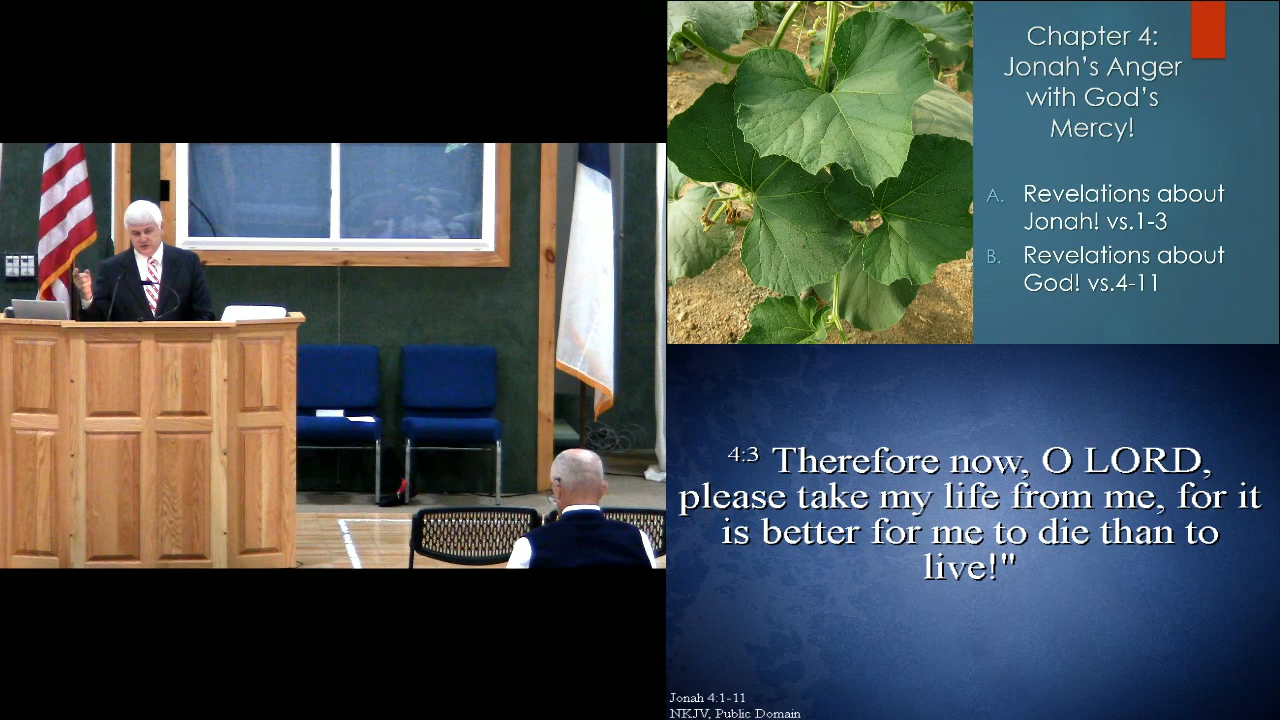 Chapter 4:
Jonah's Anger
with God's
Mercy!
A. Revelations about
Jonah! vs.1-3
B. Revelations about
God! vs.4-11
4:3 Therefore now, O LORD,
please take my life from me, for it
is better for me to die than to
live!"
Jonah 4:1-11
NKJV, Public Domain